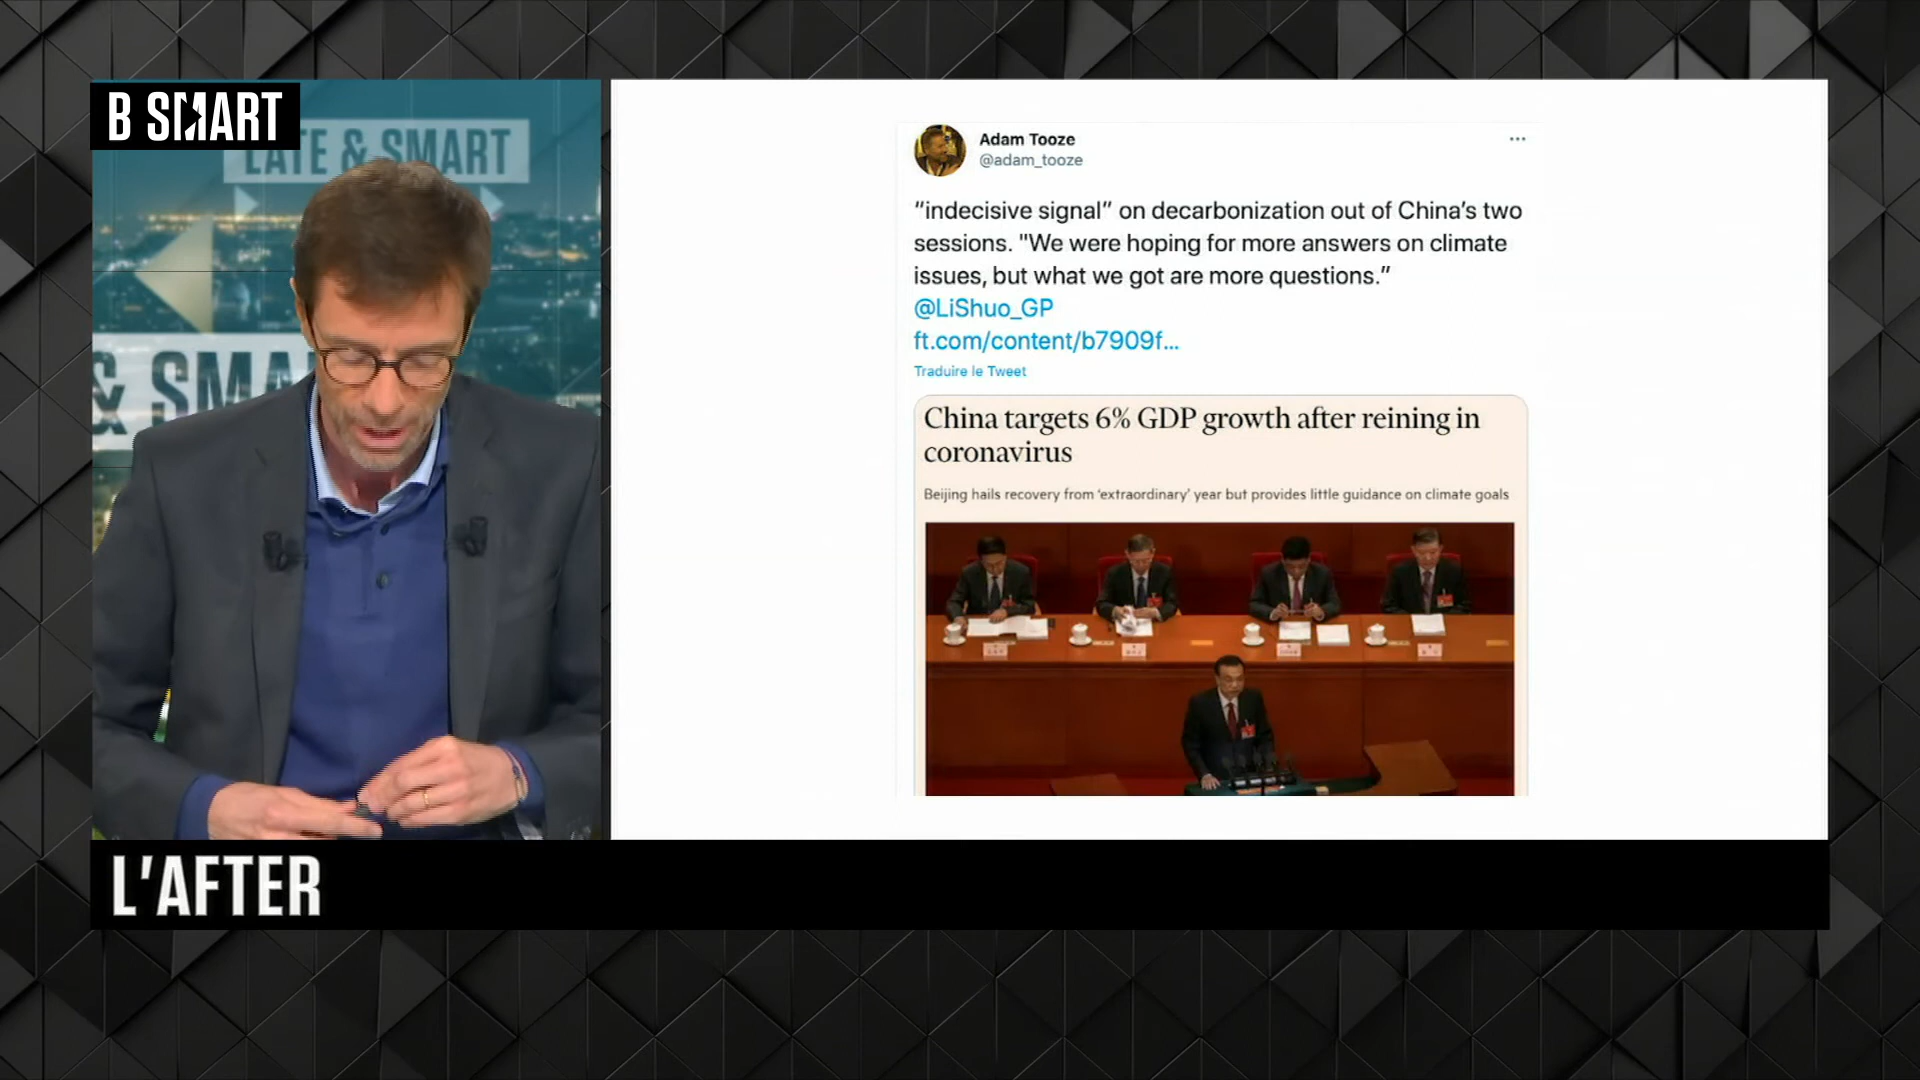 B SMART
LATE & SMART
& SMA
Adam Tooze
@adam_tooze
“indecisive signal” on decarbonization out of China’s two
sessions. "We were hoping for more answers on climate
issues, but what we got are more questions.”
@LiShuo_GP
ft.com/content/b7909f...
Traduire le Tweet
China targets 6% GDP growth after reining in
coronavirus
Beijing hails recovery from ‘extraordinary’ year but provides little guidance on climate goals
L'AFTER